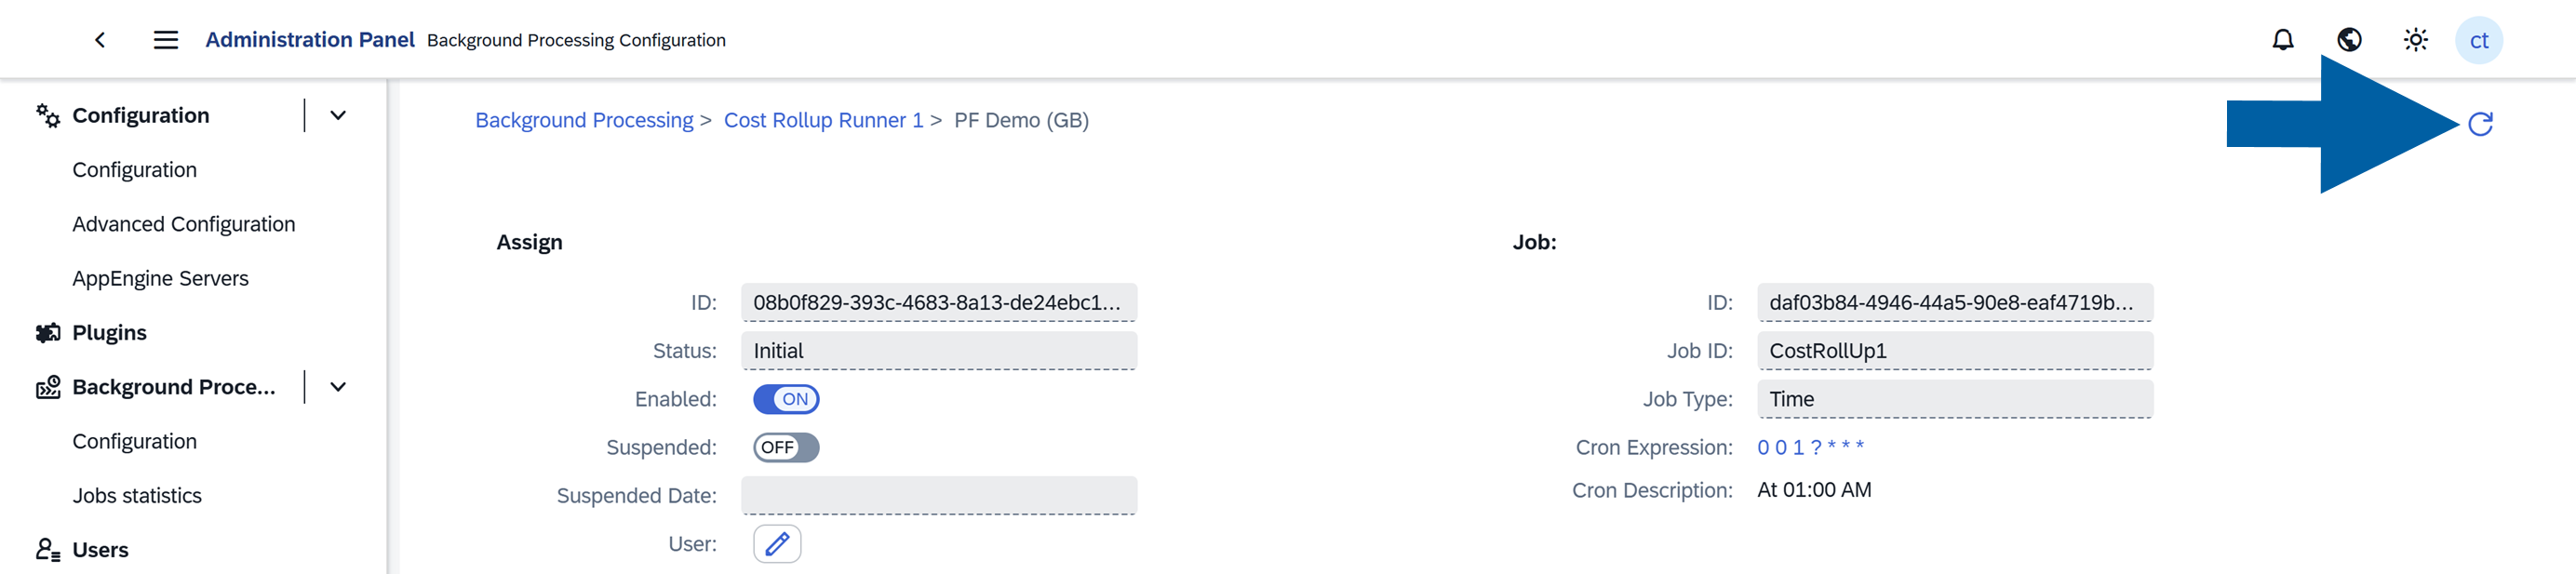 Administration Panel Background Processing Configuration
ct
Configuration
Configuration
Advanced Configuration
AppEngine Servers
Plugins
Background Proce...
Configuration
Jobs statistics
Users
Background Processing > Cost Rollup Runner 1 > PF Demo (GB)
Assign
ID: 08b0f829-393c-4683-8a13-de24ebc1...
Status: Initial
Enabled: ON
Suspended: OFF
Suspended Date:
User:
Job:
ID: daf03b84-4946-44a5-90e8-eaf4719b...
Job ID: CostRollUp1
Job Type: Time
Cron Expression: 0 0 1 ? * * *
Cron Description: At 01:00 AM